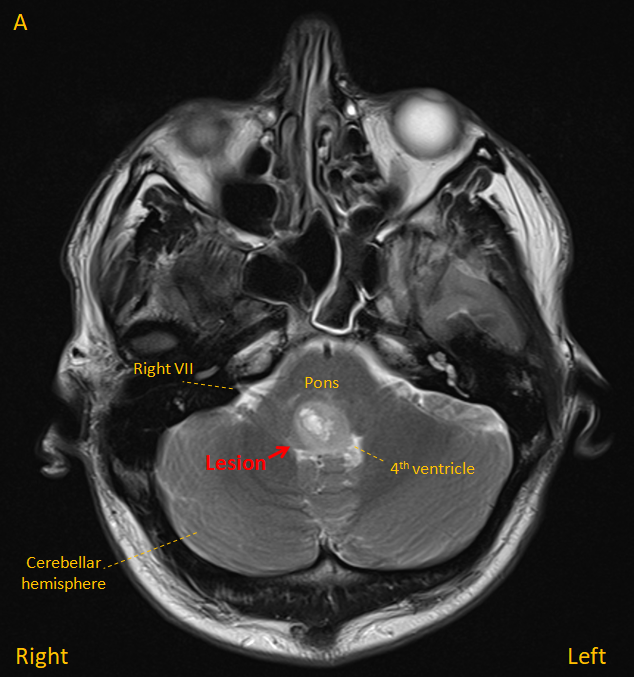 A
Right VII
Pons
Lesion
4th ventricle
Cerebellar
hemisphere
Right
Left